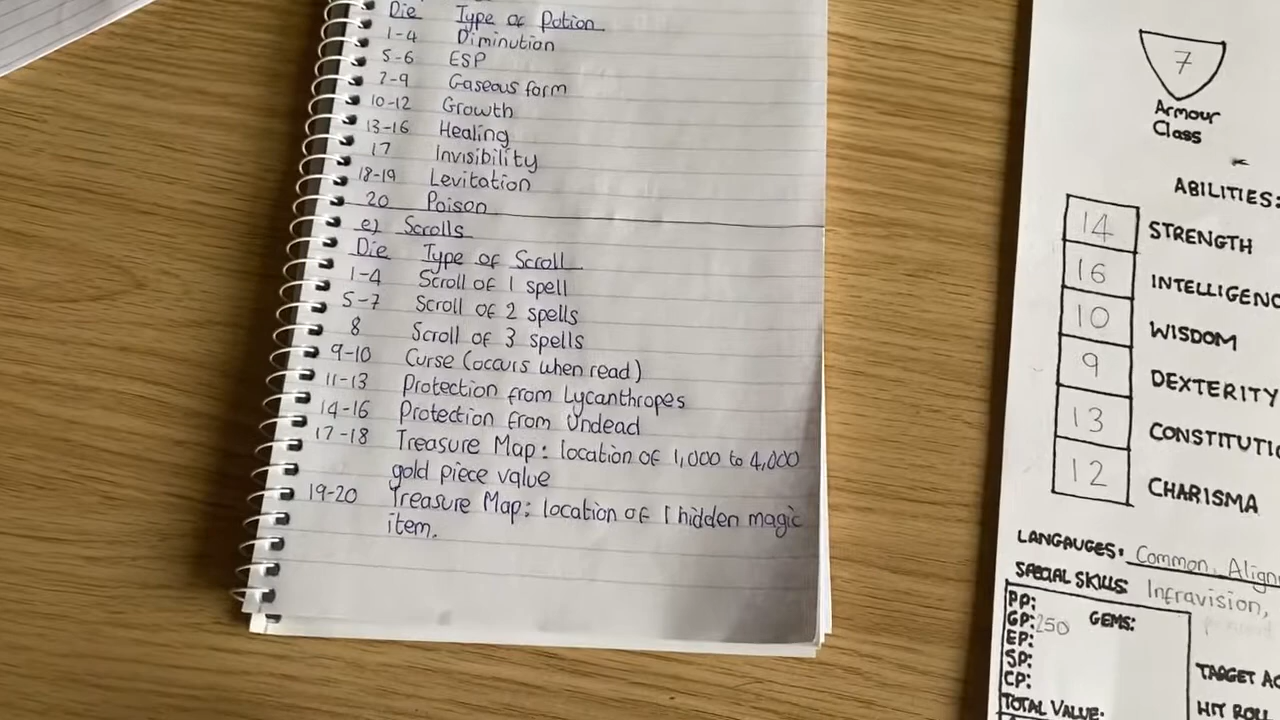 Die Type of Potion
1-4 Diminution
5-6 ESP
7-9 Gaseous form
10-12 Growth
13-16 Healing
17 Invisibility
18-19 Levitation
20 Poison
e) Scrolls
Die Type of Scroll
1-4 Scroll of 1 spell
5-7 Scroll of 2 spells
8 Scroll of 3 spells
9-10 Curse (occurs when read)
11-13 Protection from Lycanthropes
14-16 Protection from Undead
17-18 Treasure Map: location of 1,000 to 4,000
gold piece value
19-20 Treasure Map: location of 1 hidden magic
item.
7
Armour
Class
ABILITIES:
14 STRENGTH
16 INTELLIGENC
10 WISDOM
9 DEXTERITY
13 CONSTITUTI
12 CHARISMA
LANGAUGES: Common, Align
SPECIAL SKILLS: Infravision,
PP:
GP: 250 GEMS:
EP:
SP:
CP:
TOTAL VALUE:
TARGET AC
HIT ROLL